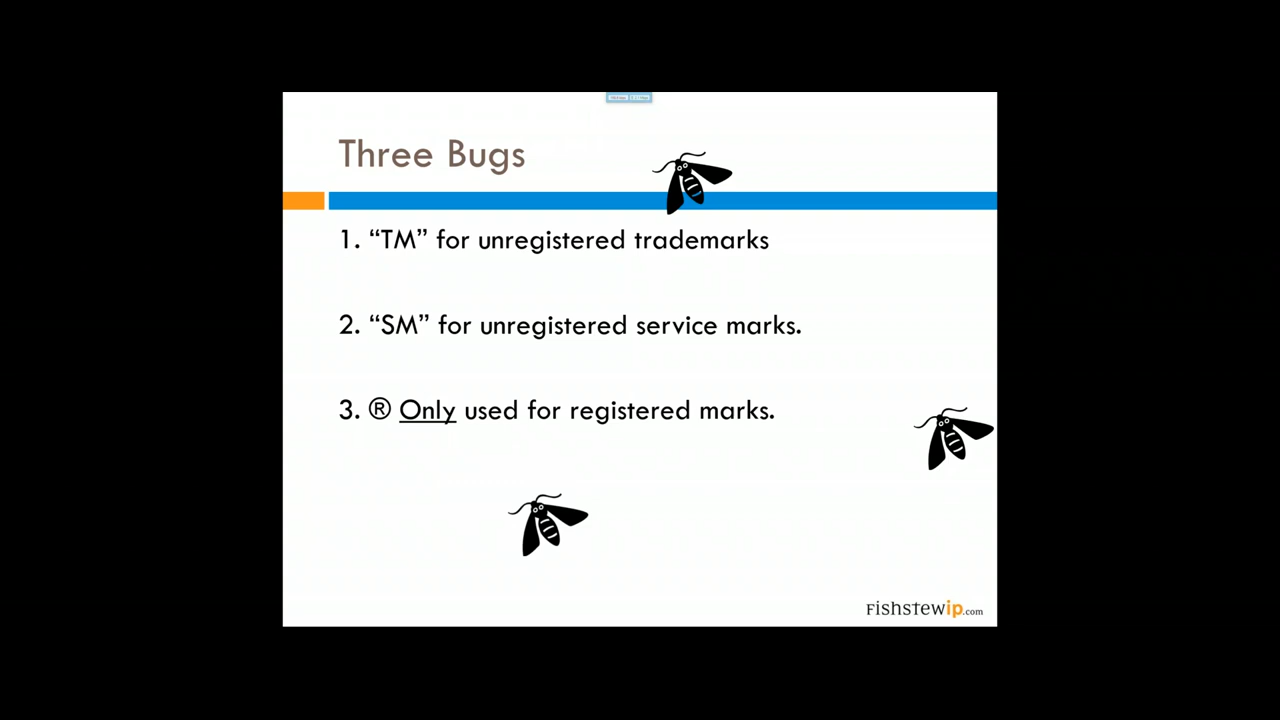 Three Bugs
1. “TM” for unregistered trademarks
2. “SM” for unregistered service marks.
3. ® Only used for registered marks.
Fishstewip.com